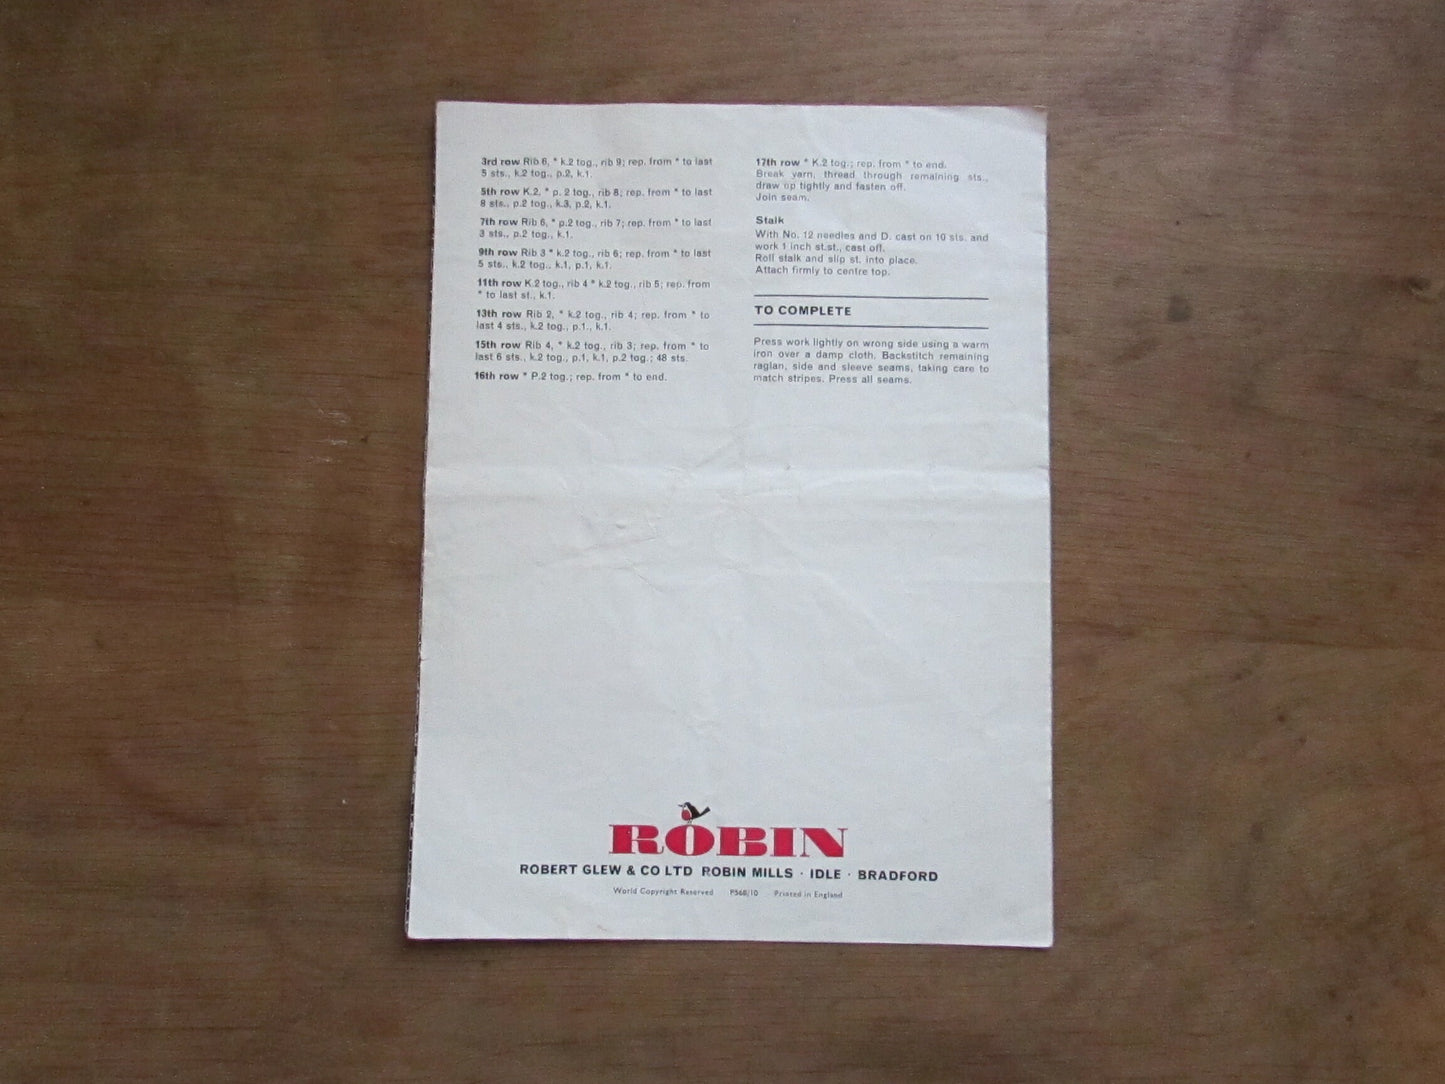 3rd row Rib 6, * k.2 tog., rib 9; rep. from * to last
5 sts., k.2 tog., p.2, k.1.
5th row K.2, * p. 2 tog., rib 8; rep. from * to last
8 sts., p.2 tog., k.3, p.2, k.1.
7th row Rib 6, * p.2 tog., rib 7; rep. from * to last
3 sts., p.2 tog., k.1.
9th row Rib 3 * k.2 tog., rib 6; rep. from * to last
5 sts., k.2 tog., k.1, p.1, k.1.
11th row K.2 tog., rib 4 * k.2 tog., rib 5; rep. from
* to last st., k.1.
13th row Rib 2, * k.2 tog., rib 4; rep. from * to
last 4 sts., k.2 tog., p.1., k.1.
15th row Rib 4, * k.2 tog., rib 3; rep. from * to
last 6 sts., k.2 tog., p.1, k.1, p.2 tog.; 48 sts.
16th row * P.2 tog.; rep. from * to end.
17th row * K.2 tog.; rep. from * to end.
Break yarn, thread through remaining sts.,
draw up tightly and fasten off.
Join seam.
Stalk
With No. 12 needles and D. cast on 10 sts. and
work 1 inch st.st., cast off.
Roll stalk and slip st. into place.
Attach firmly to centre top.
TO COMPLETE
Press work lightly on wrong side using a warm
iron over a damp cloth. Backstitch remaining
raglan, side and sleeve seams, taking care to
match stripes. Press all seams.
ROBIN
ROBERT GLEW & CO LTD ROBIN MILLS · IDLE · BRADFORD
World Copyright Reserved P568/10 Printed in England